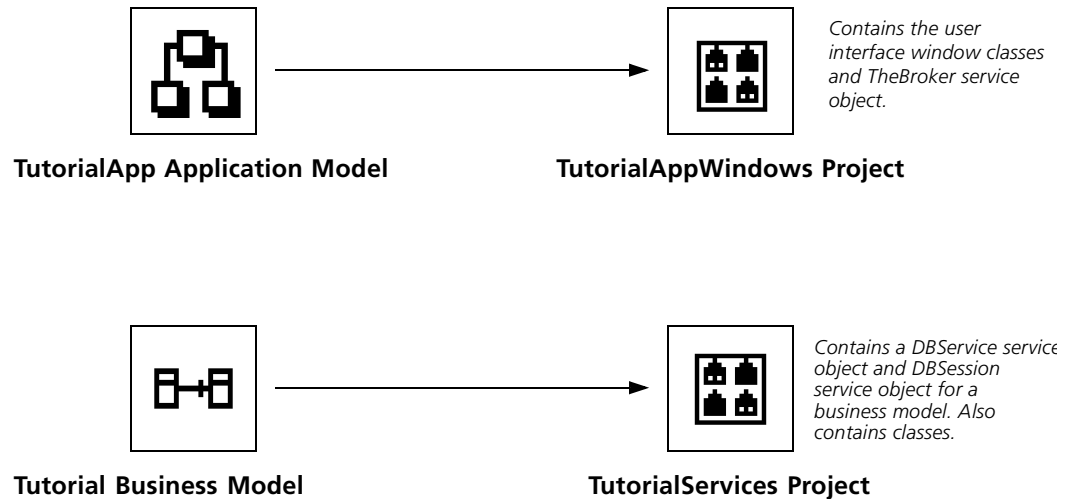 Contains the user
interface window classes
and TheBroker service
object.
TutorialApp Application Model
TutorialAppWindows Project
Contains a DBService service
object and DBSession
service object for a
business model. Also
contains classes.
Tutorial Business Model
TutorialServices Project